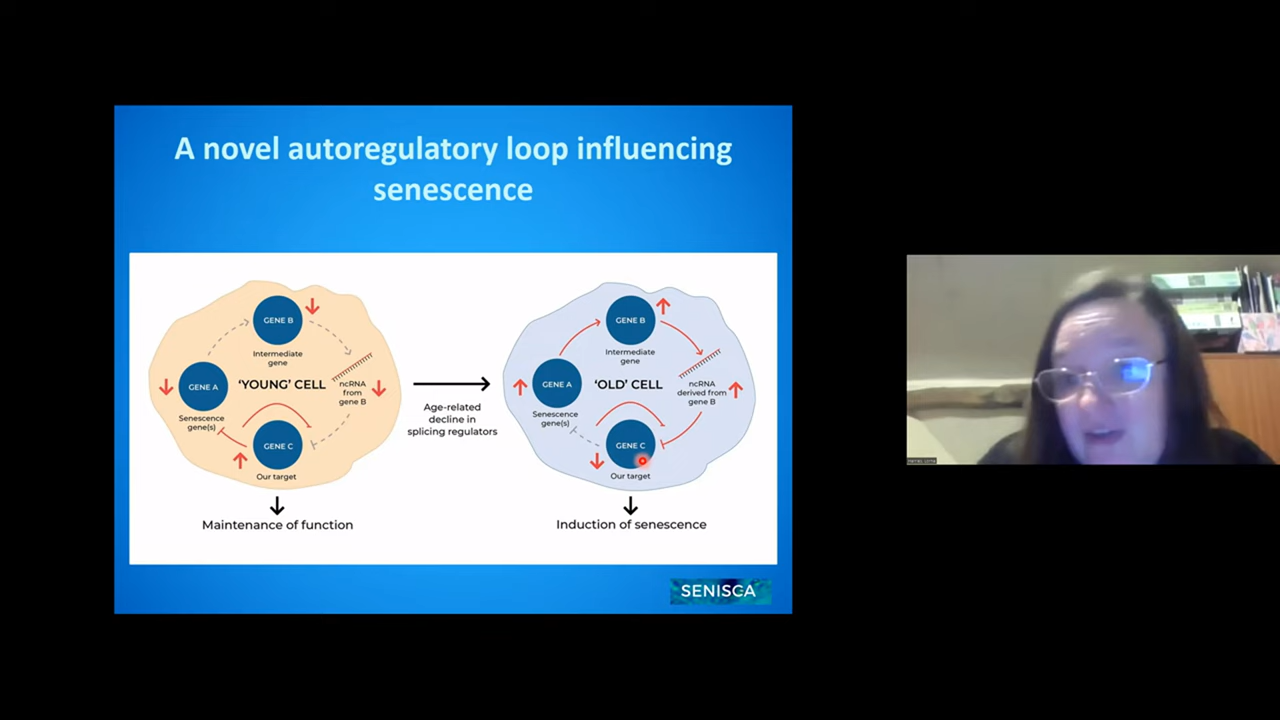 A novel autoregulatory loop influencing
senescence
GENE B
Intermediate
gene
GENE A
'YOUNG' CELL
ncRNA
from
gene B
Senescence
gene(s)
GENE C
Our target
Maintenance of function
Age-related
decline in
splicing regulators
GENE B
Intermediate
gene
GENE A
'OLD' CELL
ncRNA
derived from
gene B
Senescence
gene(s)
GENE C
Our target
Induction of senescence
SENISCA